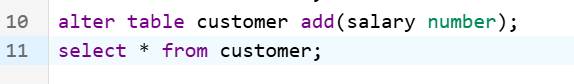 10 alter table customer add(salary number);
11 select * from customer;